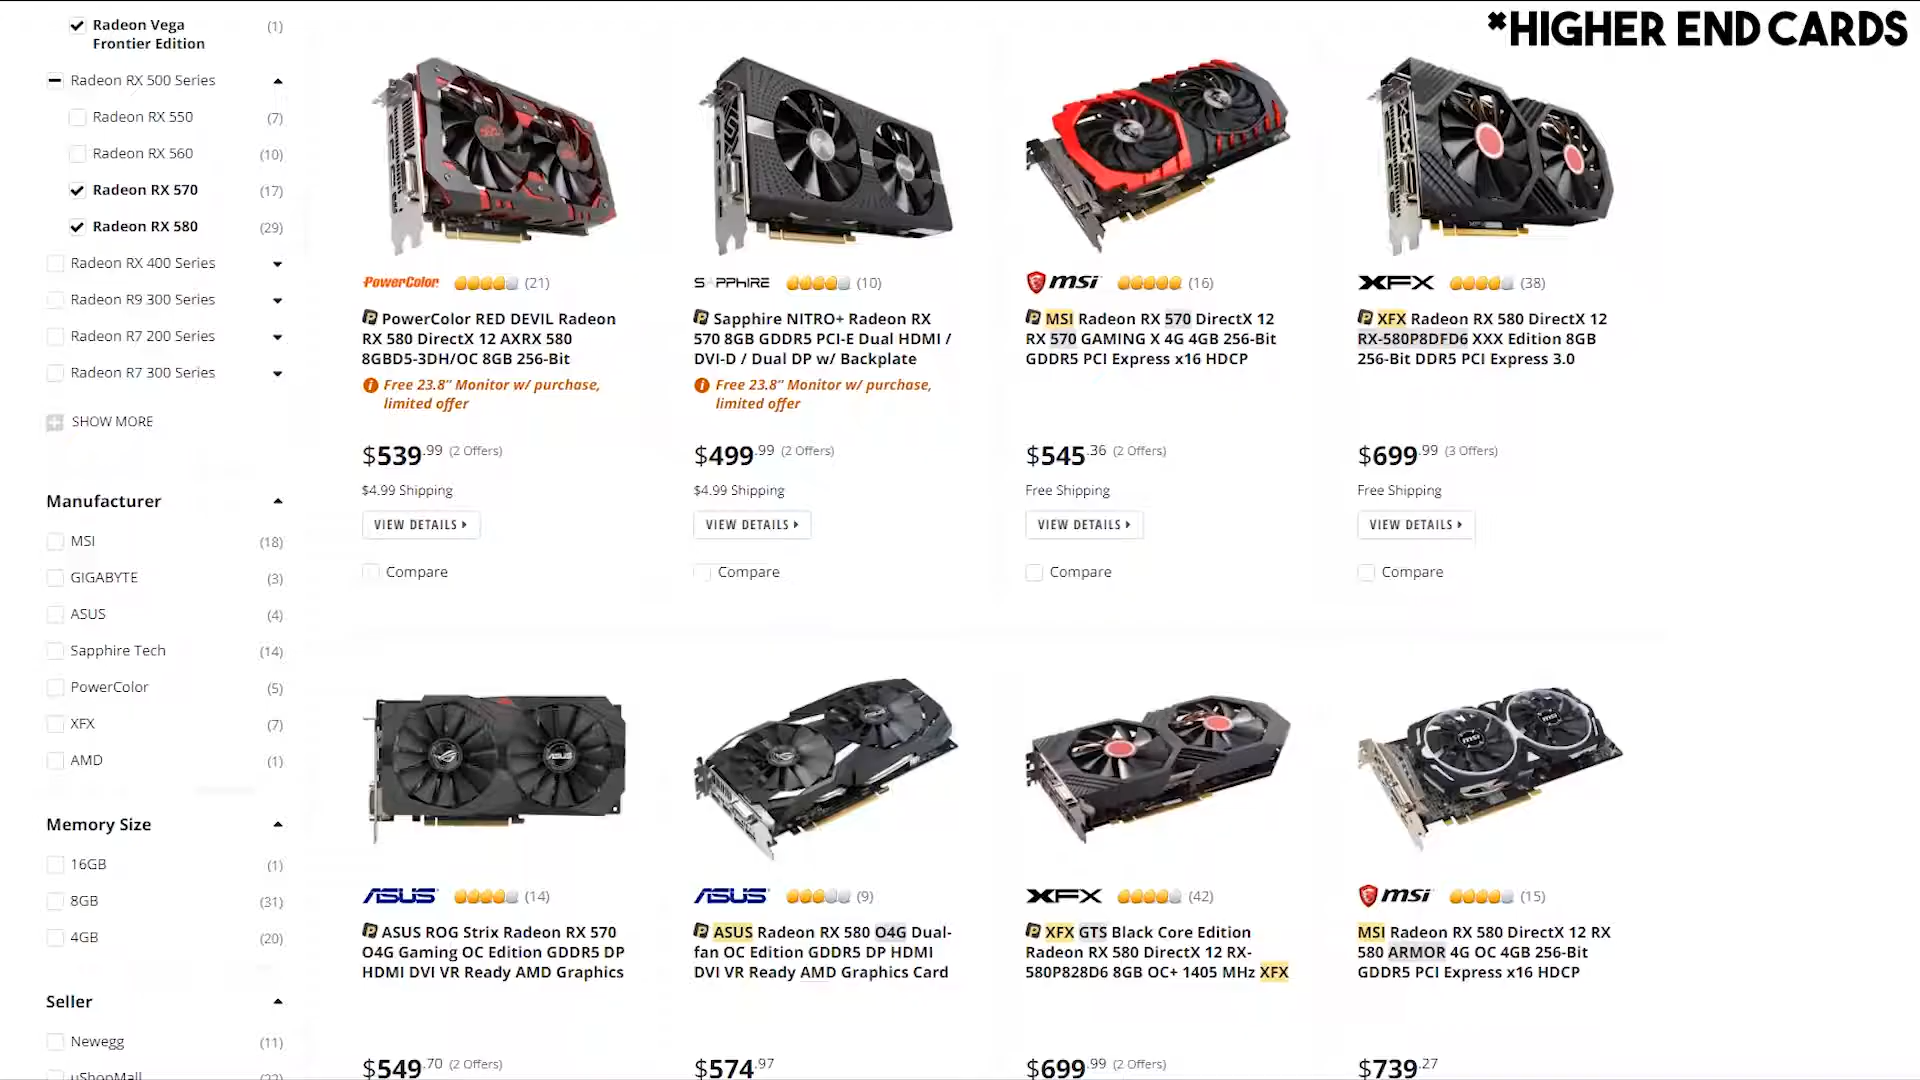 *HIGHER END CARDS
Radeon Vega
Frontier Edition
(1)
Radeon RX 500 Series
Radeon RX 550
(7)
Radeon RX 560
(10)
Radeon RX 570
(17)
Radeon RX 580
(29)
Radeon RX 400 Series
Radeon R9 300 Series
Radeon R7 200 Series
Radeon R7 300 Series
SHOW MORE
Manufacturer
MSI
(18)
GIGABYTE
(3)
ASUS
(4)
Sapphire Tech
(14)
PowerColor
(5)
XFX
(7)
AMD
(1)
Memory Size
16GB
(1)
8GB
(31)
4GB
(20)
Seller
Newegg
(11)
uShopMall
(22)
PowerColor (21)
PowerColor RED DEVIL Radeon
RX 580 DirectX 12 AXRX 580
8GBD5-3DH/OC 8GB 256-Bit
Free 23.8" Monitor w/ purchase,
limited offer
$539.99 (2 Offers)
$4.99 Shipping
VIEW DETAILS
Compare
SAPPHIRE (10)
Sapphire NITRO+ Radeon RX
570 8GB GDDR5 PCI-E Dual HDMI /
DVI-D / Dual DP w/ Backplate
Free 23.8" Monitor w/ purchase,
limited offer
$499.99 (2 Offers)
$4.99 Shipping
VIEW DETAILS
Compare
msi (16)
MSI Radeon RX 570 DirectX 12
RX 570 GAMING X 4G 4GB 256-Bit
GDDR5 PCI Express x16 HDCP
$545.36 (2 Offers)
Free Shipping
VIEW DETAILS
Compare
XFX (38)
XFX Radeon RX 580 DirectX 12
RX-580P8DFD6 XXX Edition 8GB
256-Bit DDR5 PCI Express 3.0
$699.99 (3 Offers)
Free Shipping
VIEW DETAILS
Compare
ASUS (14)
ASUS ROG Strix Radeon RX 570
O4G Gaming OC Edition GDDR5 DP
HDMI DVI VR Ready AMD Graphics
$549.70 (2 Offers)
ASUS (9)
ASUS Radeon RX 580 O4G Dual-
fan OC Edition GDDR5 DP HDMI
DVI VR Ready AMD Graphics Card
$574.97
XFX (42)
XFX GTS Black Core Edition
Radeon RX 580 DirectX 12 RX-
580P828D6 8GB OC+ 1405 MHz XFX
$699.99 (2 Offers)
msi (15)
MSI Radeon RX 580 DirectX 12 RX
580 ARMOR 4G OC 4GB 256-Bit
GDDR5 PCI Express x16 HDCP
$739.27